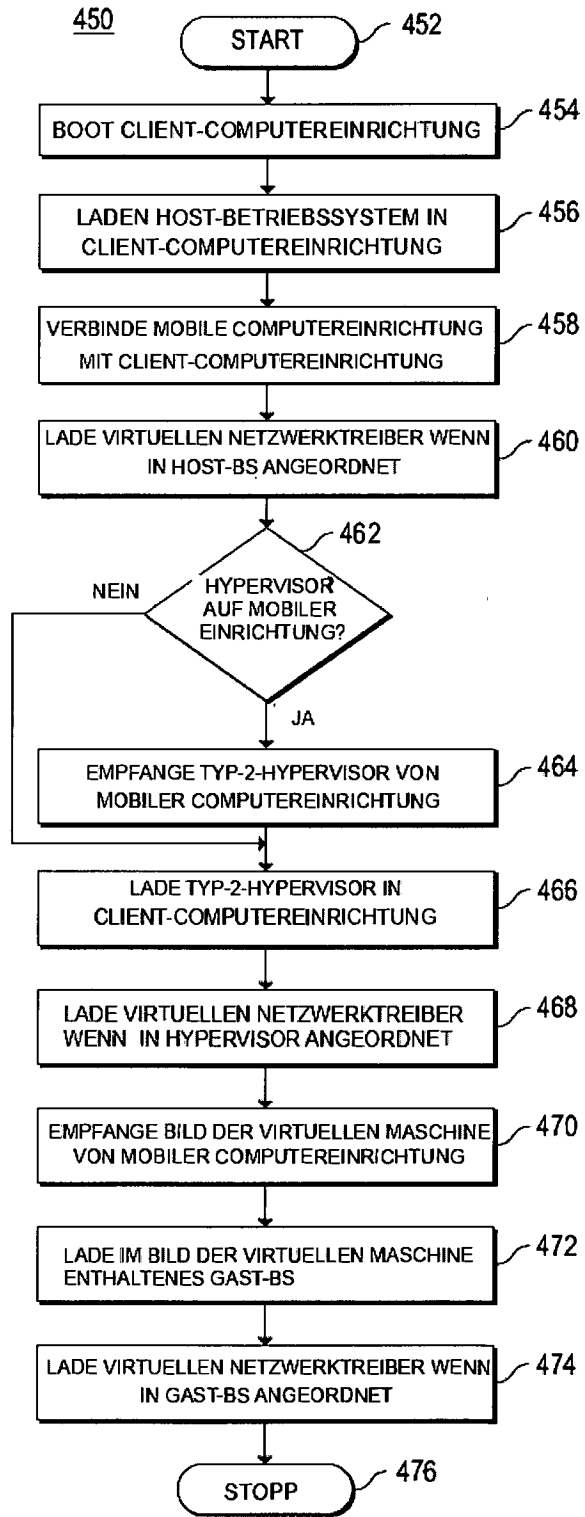 450
START
452
BOOT CLIENT-COMPUTEREINRICHTUNG
454
LADEN HOST-BETRIEBSSYSTEM IN
CLIENT-COMPUTEREINRICHTUNG
456
VERBINDE MOBILE COMPUTEREINRICHTUNG
MIT CLIENT-COMPUTEREINRICHTUNG
458
LADE VIRTUELLEN NETZWERKTREIBER WENN
IN HOST-BS ANGEORDNET
460
462
HYPERVISOR
AUF MOBILER
EINRICHTUNG?
NEIN
JA
EMPFANGE TYP-2-HYPERVISOR VON
MOBILER COMPUTEREINRICHTUNG
464
LADE TYP-2-HYPERVISOR IN
CLIENT-COMPUTEREINRICHTUNG
466
LADE VIRTUELLEN NETZWERKTREIBER
WENN IN HYPERVISOR ANGEORDNET
468
EMPFANGE BILD DER VIRTUELLEN MASCHINE
VON MOBILER COMPUTEREINRICHTUNG
470
LADE IM BILD DER VIRTUELLEN MASCHINE
ENTHALTENES GAST-BS
472
LADE VIRTUELLEN NETZWERKTREIBER WENN
IN GAST-BS ANGEORDNET
474
STOPP
476